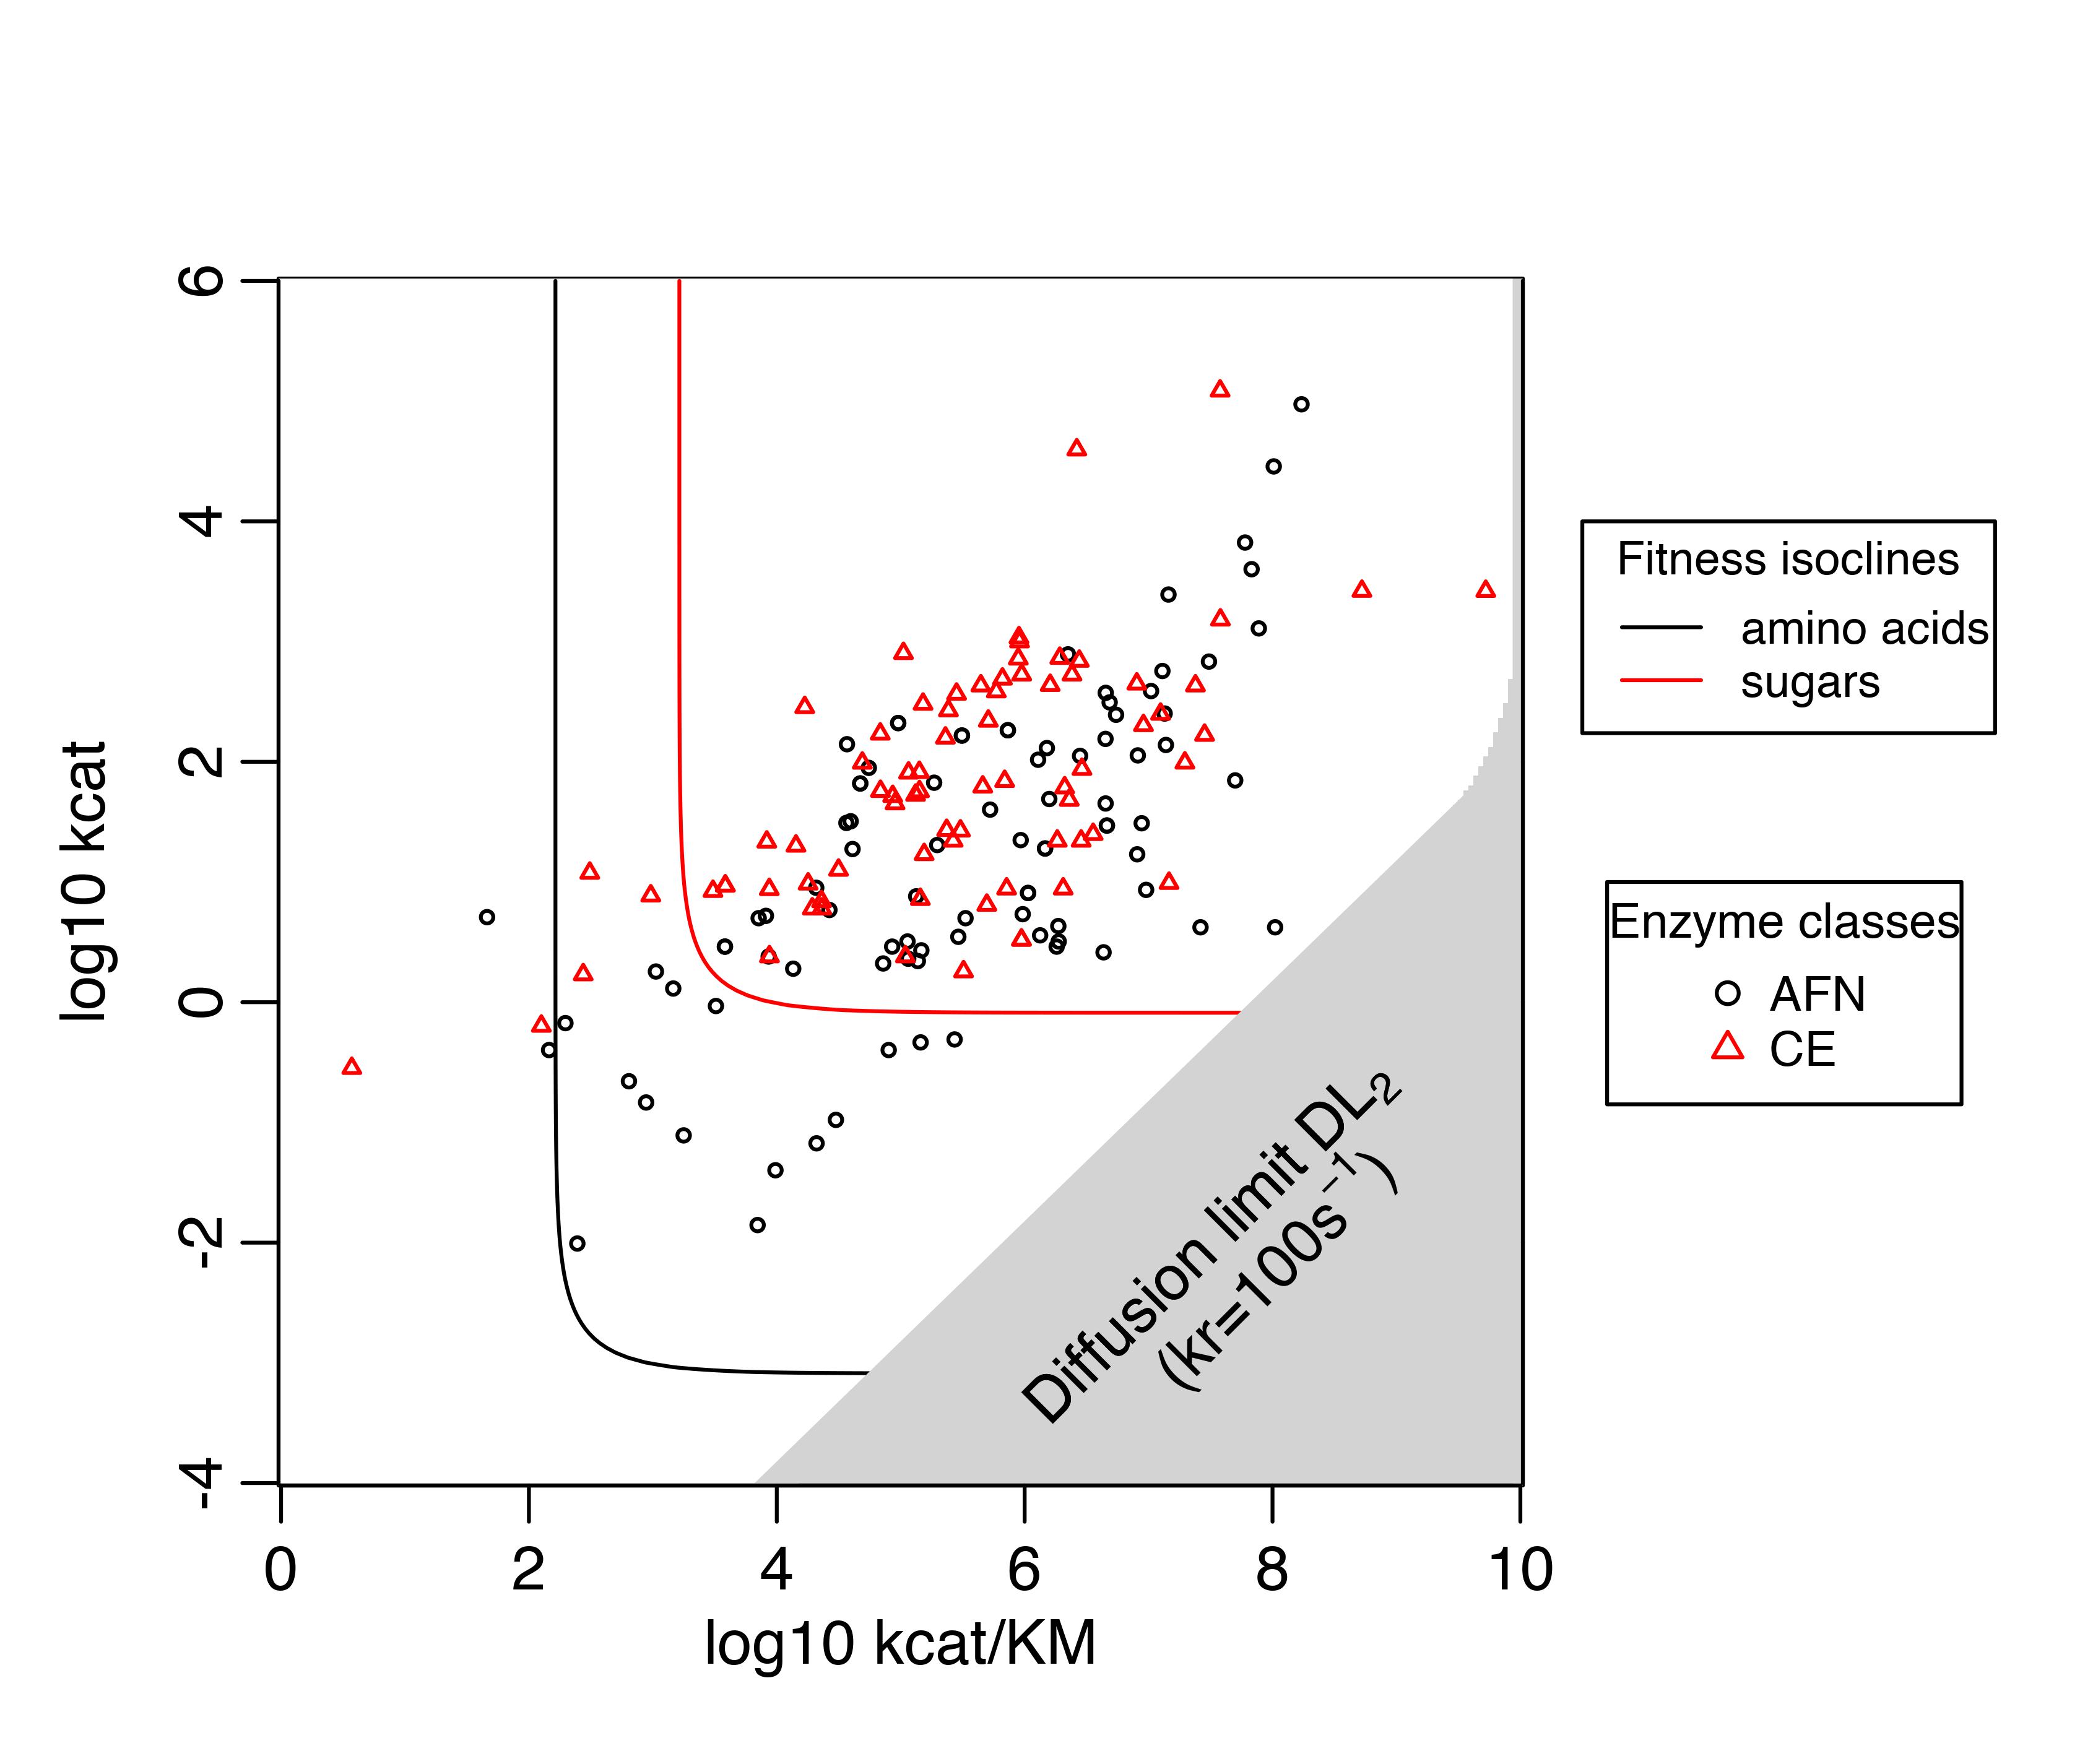 6
4
2
0
-2
-4
log10 kcat
0 2 4 6 8 10
log10 kcat/KM
Diffusion limit DL2
(kr=100s−1)
Fitness isoclines
amino acids
sugars
Enzyme classes
AFN
CE